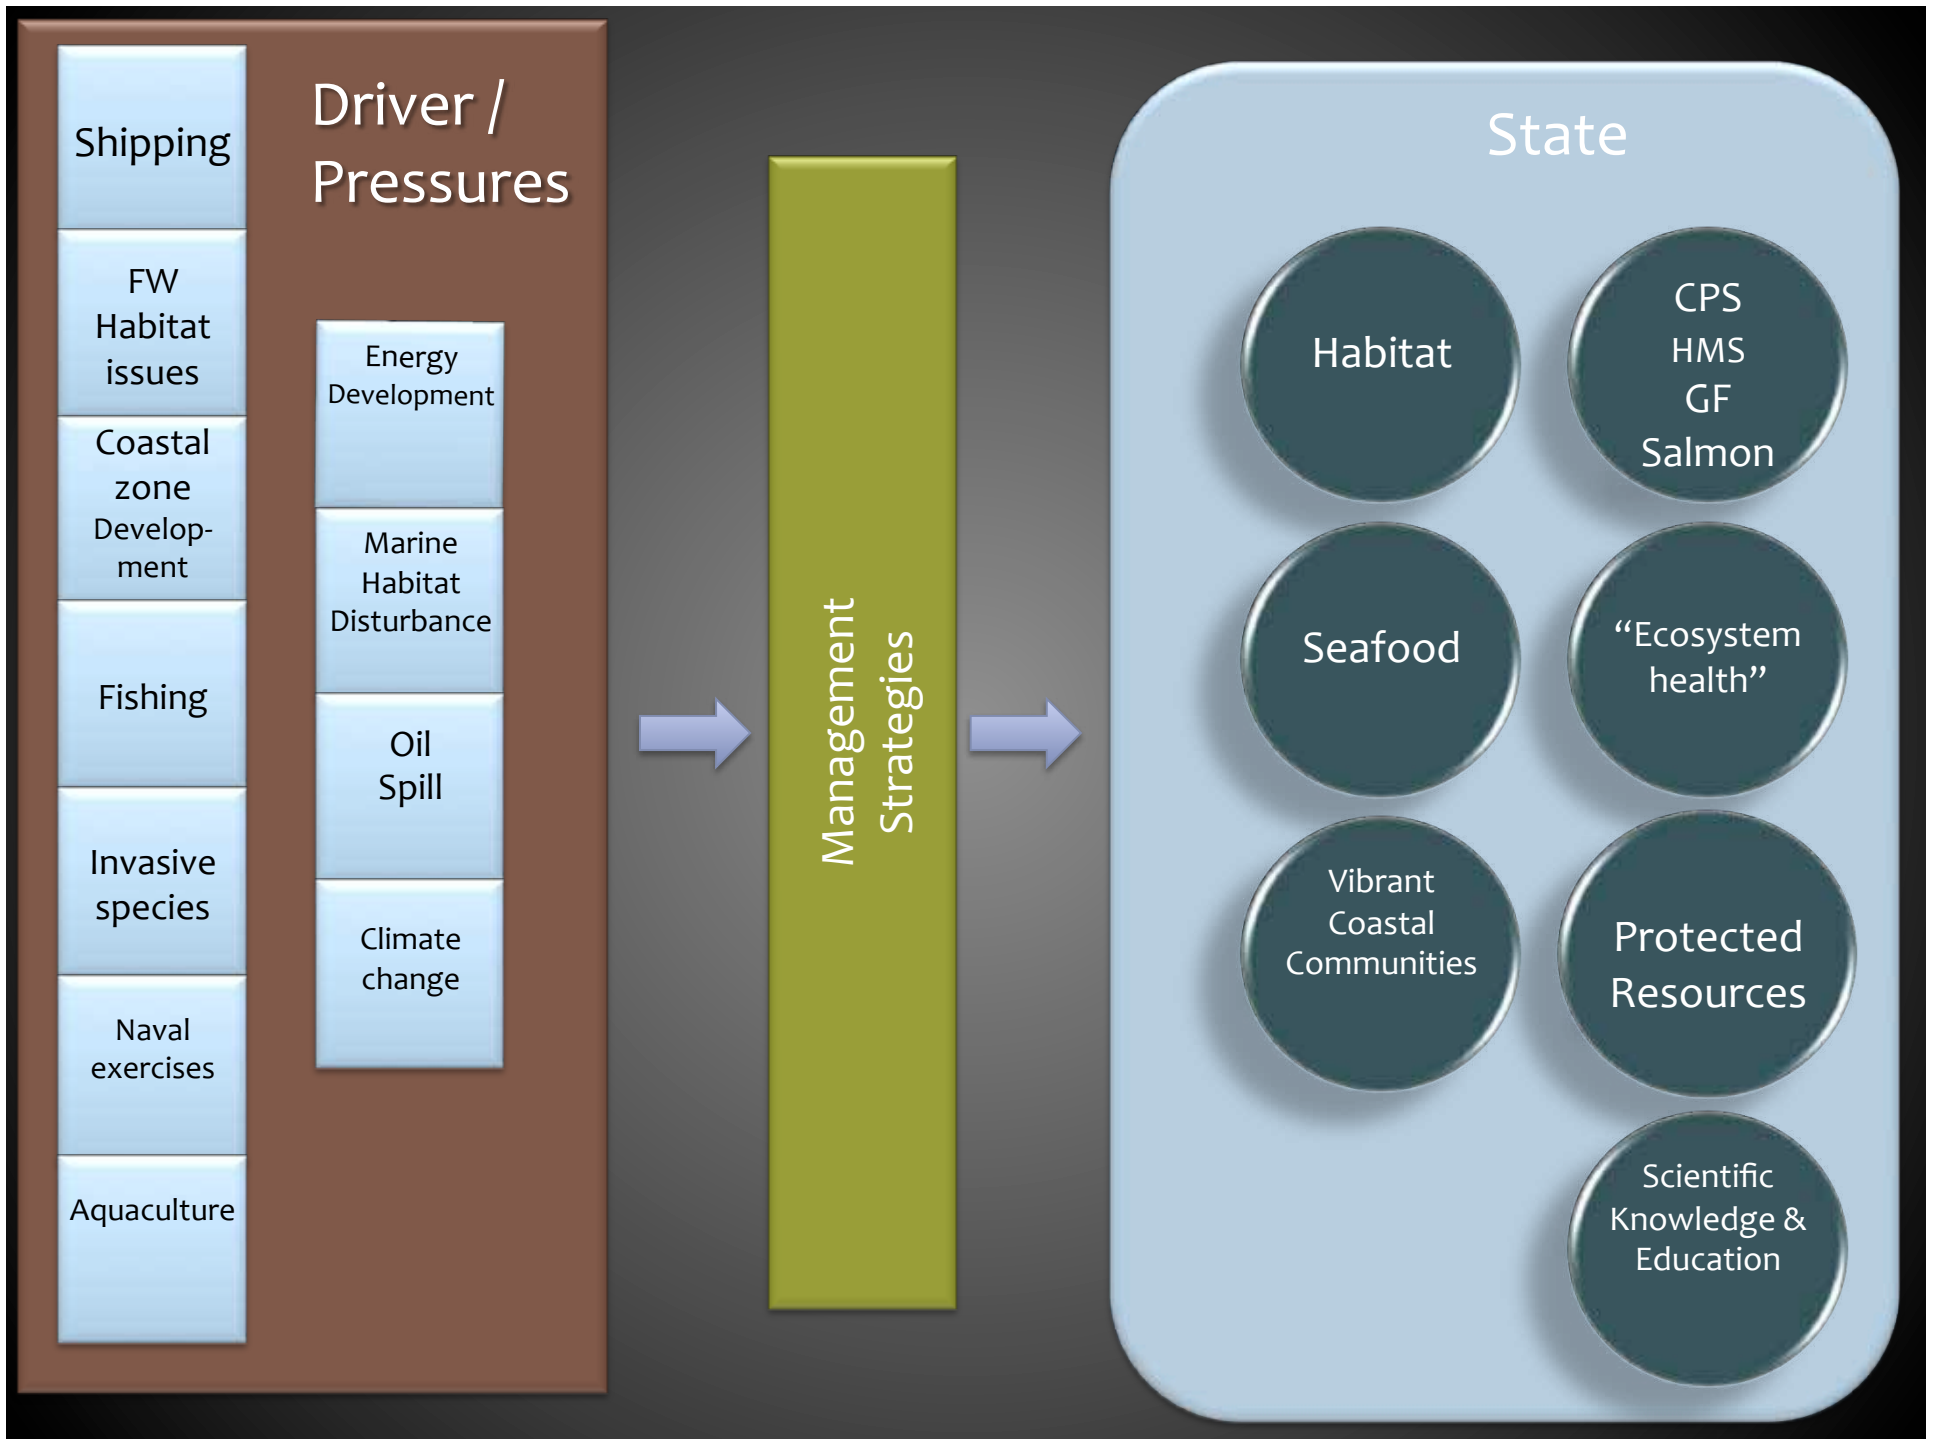 Driver /
Pressures
Shipping
FW
Habitat
issues
Coastal
zone
Develop-
ment
Fishing
Invasive
species
Naval
exercises
Aquaculture
Energy
Development
Marine
Habitat
Disturbance
Oil
Spill
Climate
change
Management
Strategies
State
Habitat
CPS
HMS
GF
Salmon
Seafood
“Ecosystem
health”
Vibrant
Coastal
Communities
Protected
Resources
Scientific
Knowledge &
Education